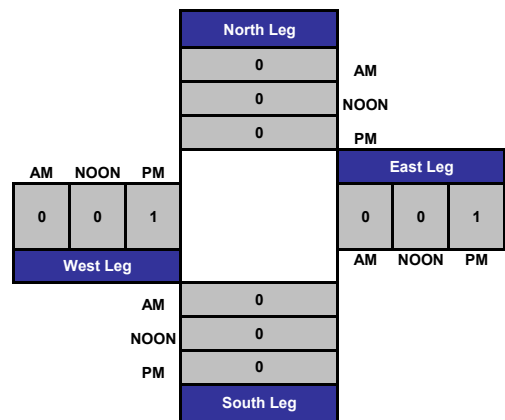 North Leg
0
AM
0
NOON
0
PM
AM NOON PM
East Leg
0 0 1
0 0 1
West Leg
AM NOON PM
AM
0
NOON
0
PM
0
South Leg